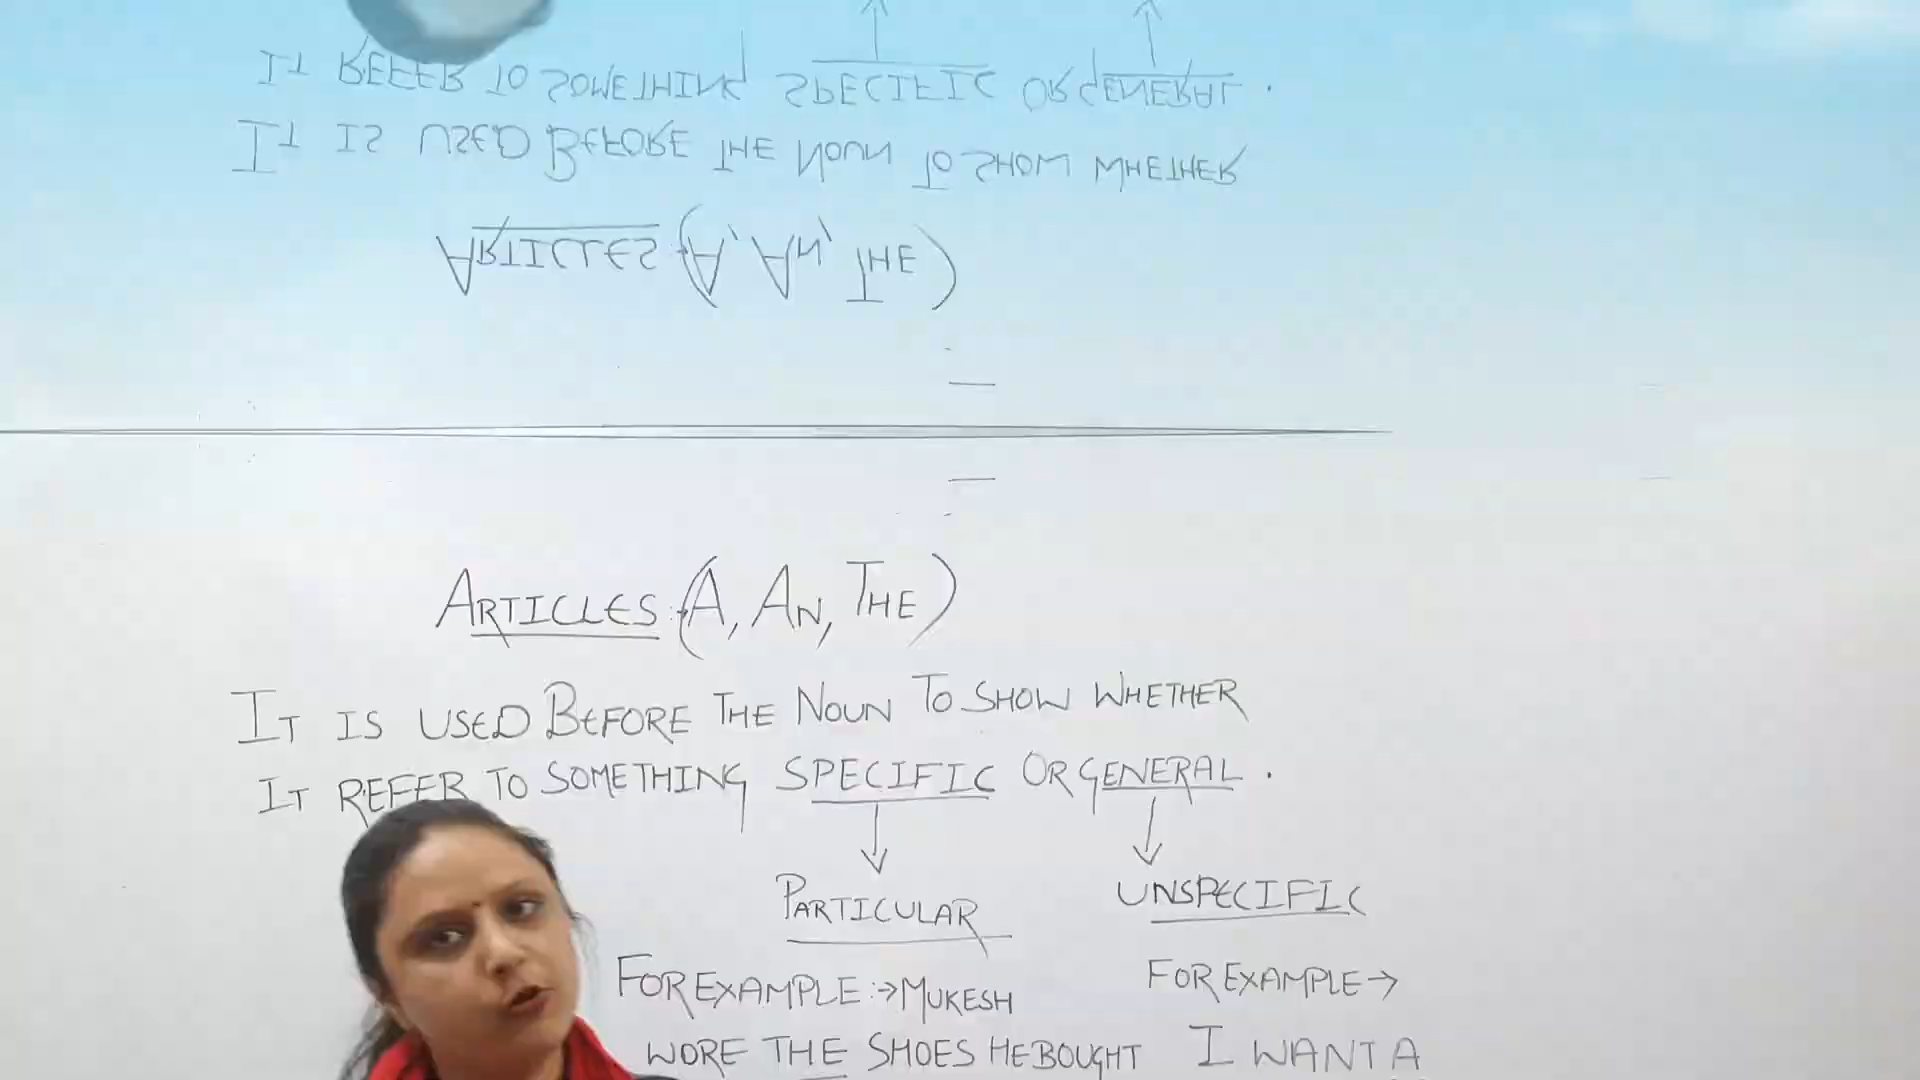 ARTICLES (A, AN, THE)
IT IS USED BEFORE THE NOUN TO SHOW WHETHER
IT REFER TO SOMETHING SPECIFIC OR GENERAL.
PARTICULAR
UNSPECIFIC
FOR EXAMPLE :→ MUKESH
WORE THE SHOES HE BOUGHT
FOR EXAMPLE →
I WANT A